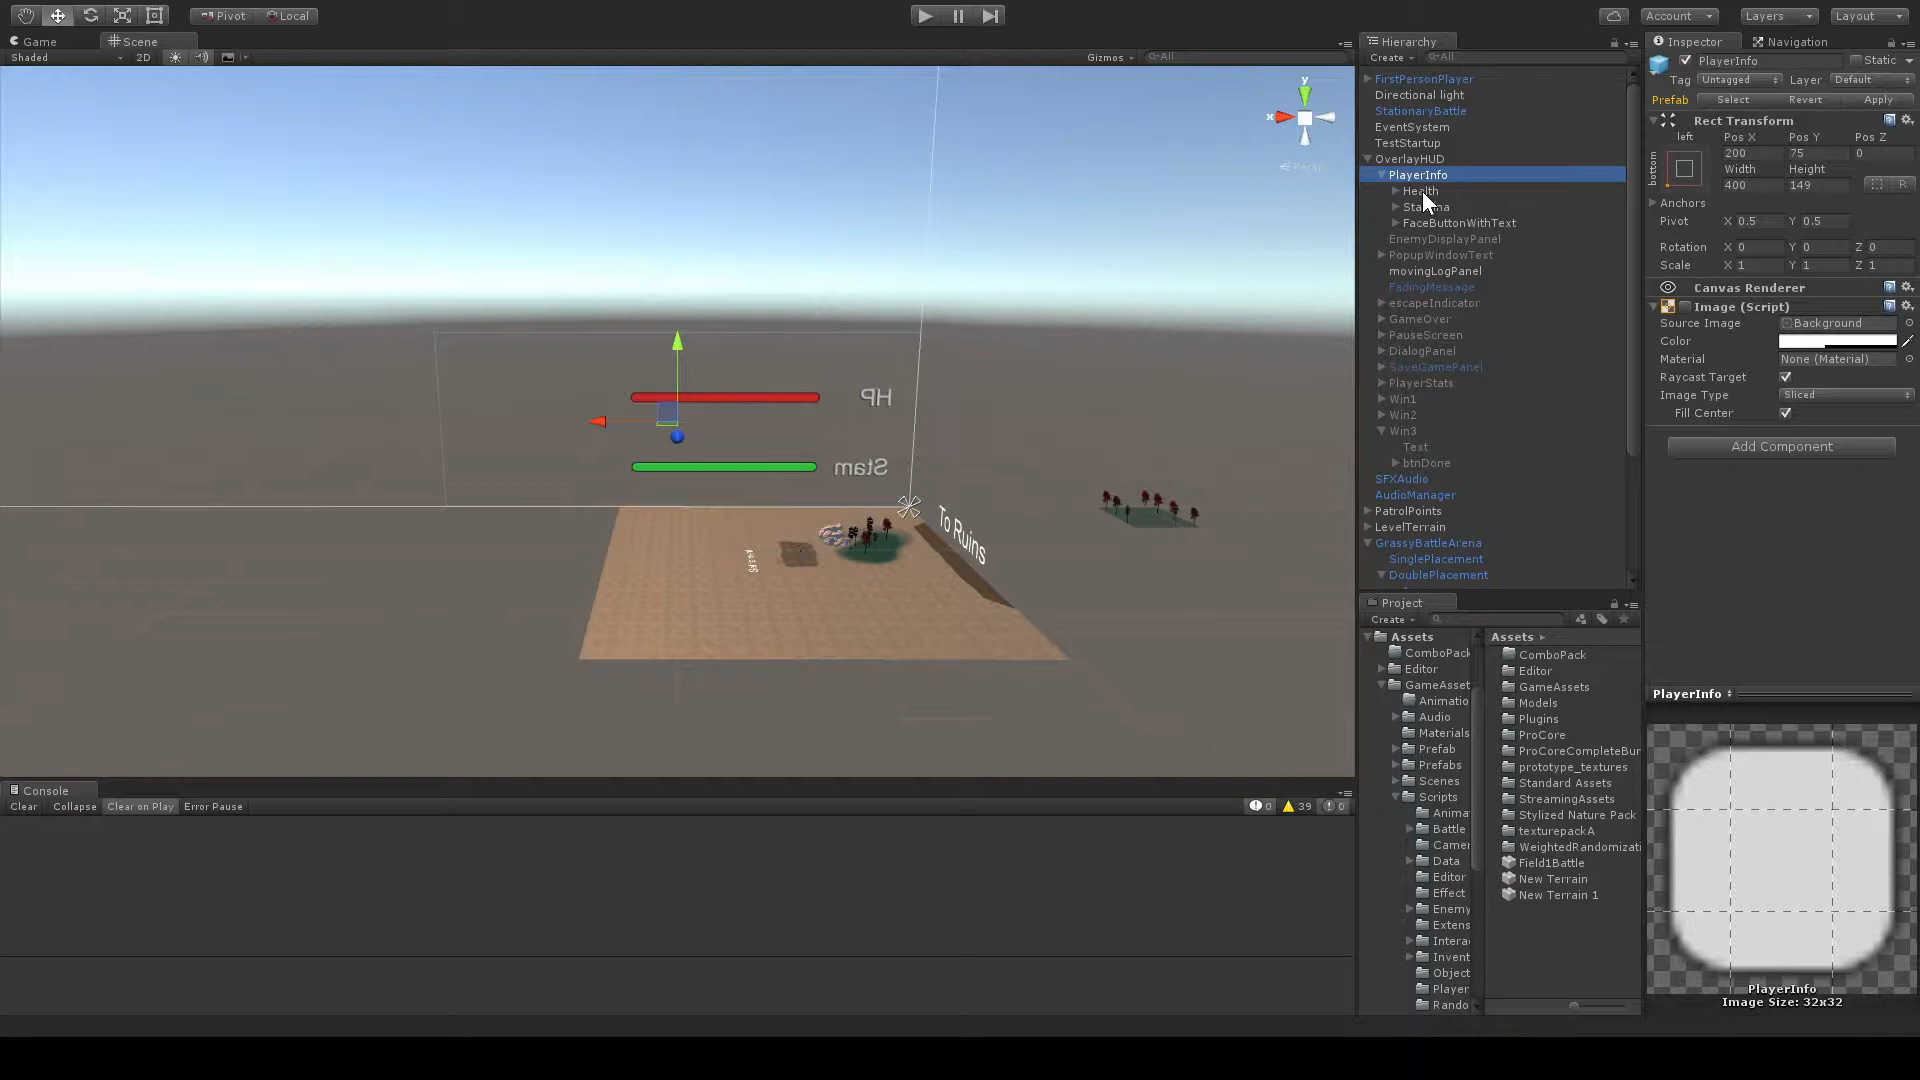 Pivot Local Account Layers Layout
Game Scene Hierarchy Inspector Navigation
Shaded 2D Gizmos All Create All PlayerInfo Static
Tag Untagged Layer Default
Prefab Select Revert Apply
Rect Transform
left Pos X Pos Y Pos Z
bottom 200 75 0
Width Height
400 149 R
Anchors
Pivot X 0.5 Y 0.5
Rotation X 0 Y 0 Z 0
Scale X 1 Y 1 Z 1
Canvas Renderer
Image (Script)
Source Image Background
Color
Material None (Material)
Raycast Target
Image Type Sliced
Fill Center
Add Component
y
x
Persp
HP
Stam
To Ruins
FirstPersonPlayer
Directional light
StationaryBattle
EventSystem
TestStartup
OverlayHUD
PlayerInfo
Health
FaceButtonWithText
EnemyDisplayPanel
PopupWindowText
movingLogPanel
FadingMessage
escapeIndicator
GameOver
PauseScreen
DialogPanel
SaveGamePanel
PlayerStats
Win1
Win2
Win3
Text
btnDone
SFXAudio
AudioManager
PatrolPoints
LevelTerrain
GrassyBattleArena
SinglePlacement
DoublePlacement
Project
Create
Assets
ComboPack
Editor
GameAsset
Animatio
Audio
Materials
Prefab
Prefabs
Scenes
Scripts
Anima
Battle
Camer
Data
Editor
Effect
Enemy
Extens
Intera
Invent
Object
Player
Rando
Assets
ComboPack
Editor
GameAssets
Models
Plugins
ProCore
ProCoreCompleteBur
prototype_textures
Standard Assets
StreamingAssets
Stylized Nature Pack
texturepackA
WeightedRandomizati
Field1Battle
New Terrain
New Terrain 1
PlayerInfo
PlayerInfo
Image Size: 32x32
Console
Clear Collapse Clear on Play Error Pause 0 39 0